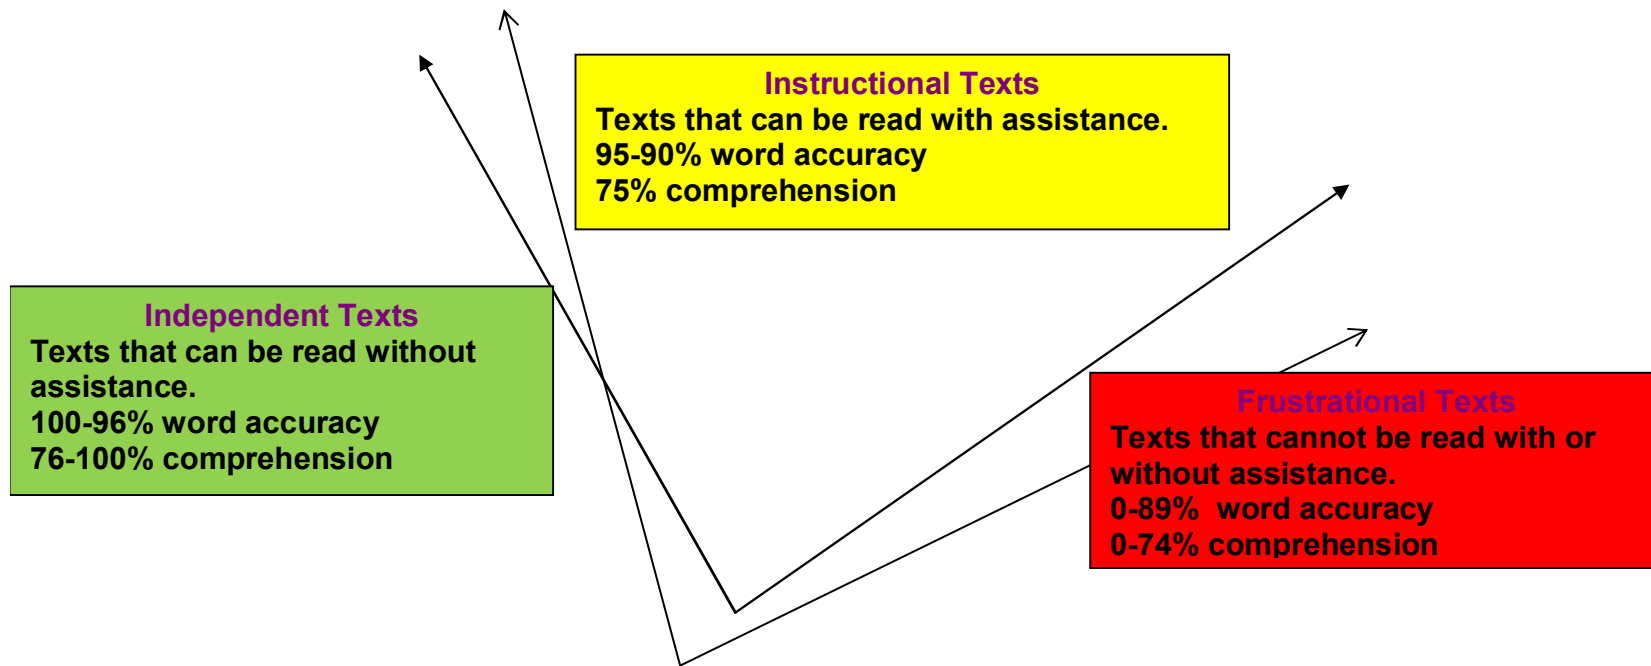 Instructional Texts
Texts that can be read with assistance.
95-90% word accuracy
75% comprehension
Independent Texts
Texts that can be read without
assistance.
100-96% word accuracy
76-100% comprehension
Frustrational Texts
Texts that cannot be read with or
without assistance.
0-89%  word accuracy
0-74% comprehension